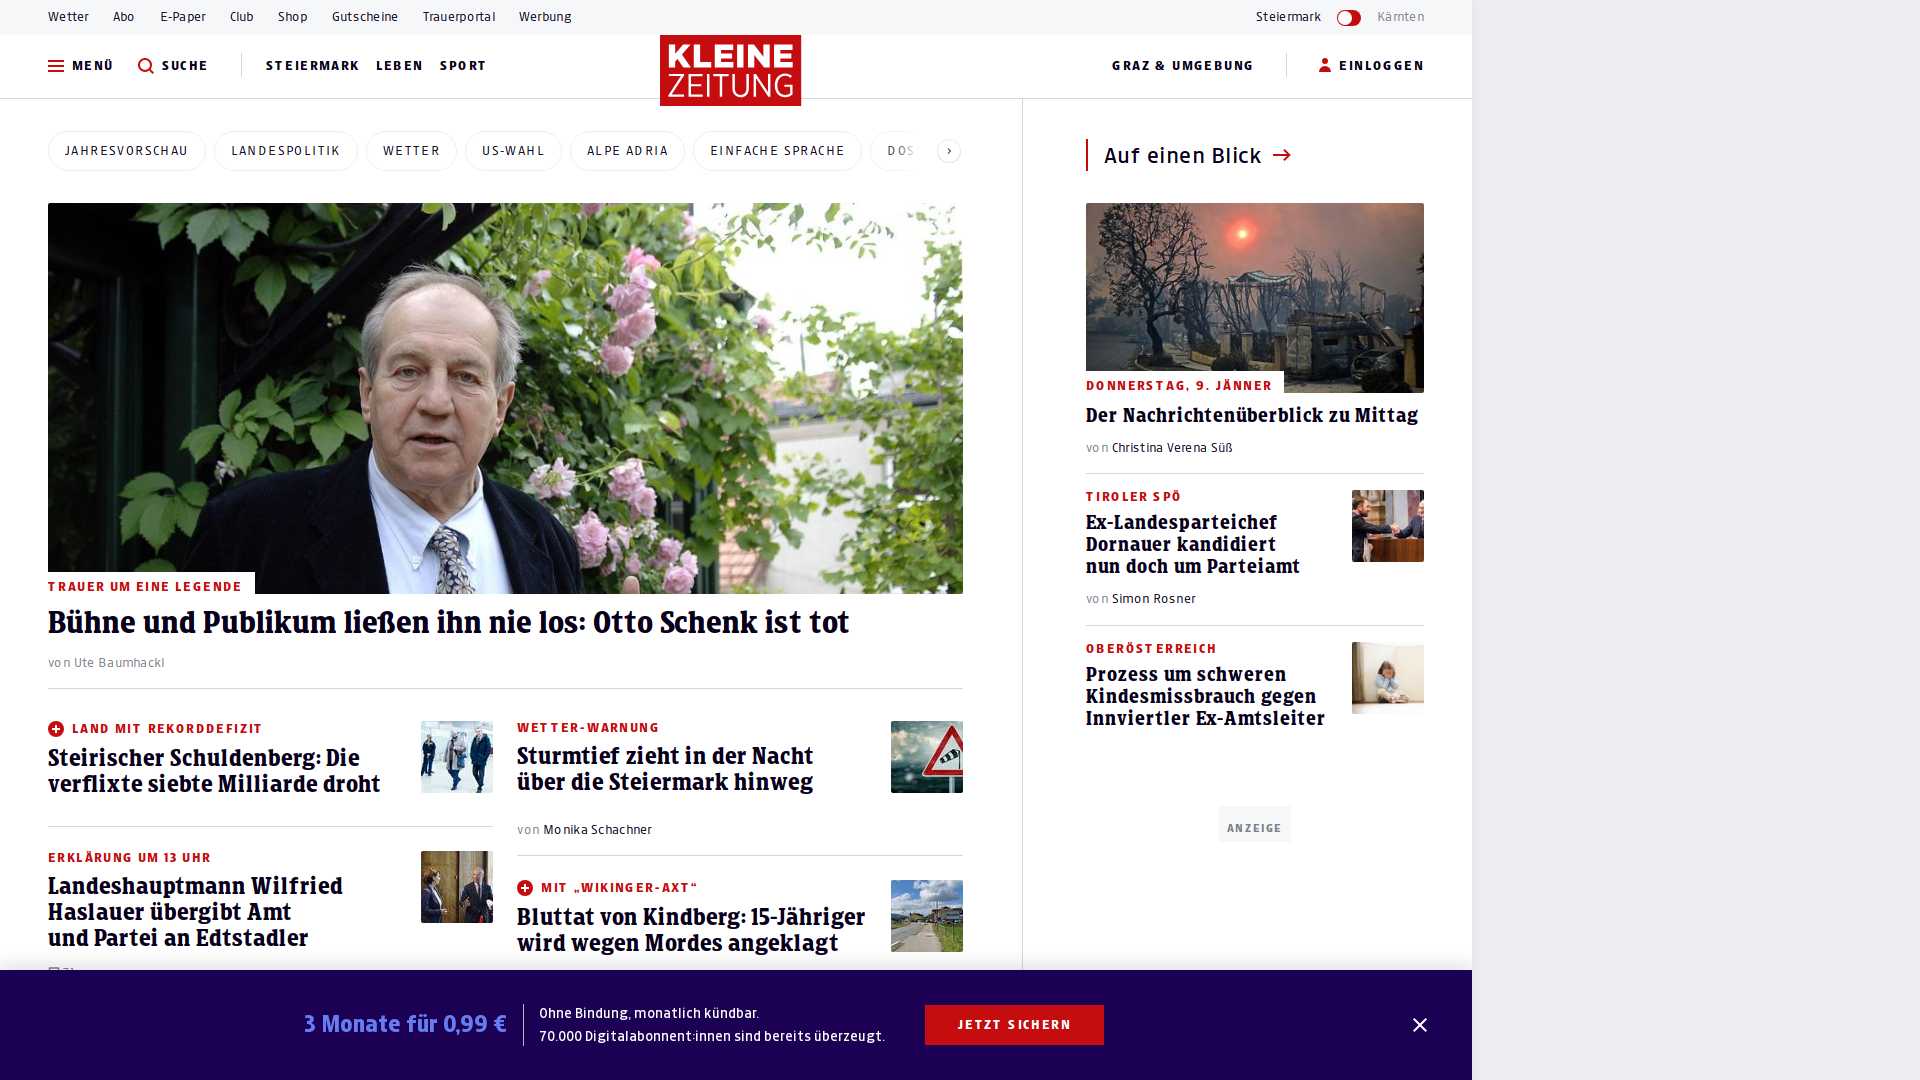 Wetter Abo E-Paper Club Shop Gutscheine Trauerportal Werbung Steiermark Kärnten
MENÜ SUCHE STEIERMARK LEBEN SPORT KLEINE ZEITUNG GRAZ & UMGEBUNG EINLOGGEN
JAHRESVORSCHAU LANDESPOLITIK WETTER US-WAHL ALPE ADRIA EINFACHE SPRACHE DOS
TRAUER UM EINE LEGENDE
Bühne und Publikum ließen ihn nie los: Otto Schenk ist tot
von Ute Baumhackl
LAND MIT REKORDDEFIZIT
Steirischer Schuldenberg: Die
verflixte siebte Milliarde droht
ERKLÄRUNG UM 13 UHR
Landeshauptmann Wilfried
Haslauer übergibt Amt
und Partei an Edtstadler
WETTER-WARNUNG
Sturmtief zieht in der Nacht
über die Steiermark hinweg
von Monika Schachner
MIT „WIKINGER-AXT“
Bluttat von Kindberg: 15-Jähriger
wird wegen Mordes angeklagt
Auf einen Blick
DONNERSTAG, 9. JÄNNER
Der Nachrichtenüberblick zu Mittag
von Christina Verena Süß
TIROLER SPÖ
Ex-Landesparteichef
Dornauer kandidiert
nun doch um Parteiamt
von Simon Rosner
OBERÖSTERREICH
Prozess um schweren
Kindesmissbrauch gegen
Innviertler Ex-Amtsleiter
ANZEIGE
3 Monate für 0,99 €
Ohne Bindung, monatlich kündbar.
70.000 Digitalabonnent:innen sind bereits überzeugt.
JETZT SICHERN